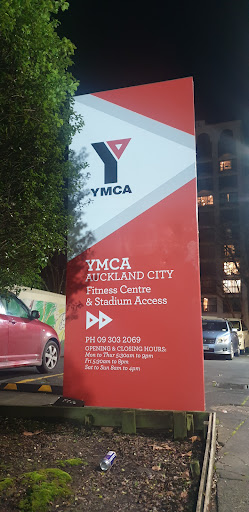 YMCA
YMCA
AUCKLAND CITY
Fitness Centre
& Stadium Access
PH 09 303 2069
OPENING & CLOSING HOURS:
Mon to Thur 5:30am to 9pm
Fri 5:30am to 8pm
Sat to Sun 8am to 4pm